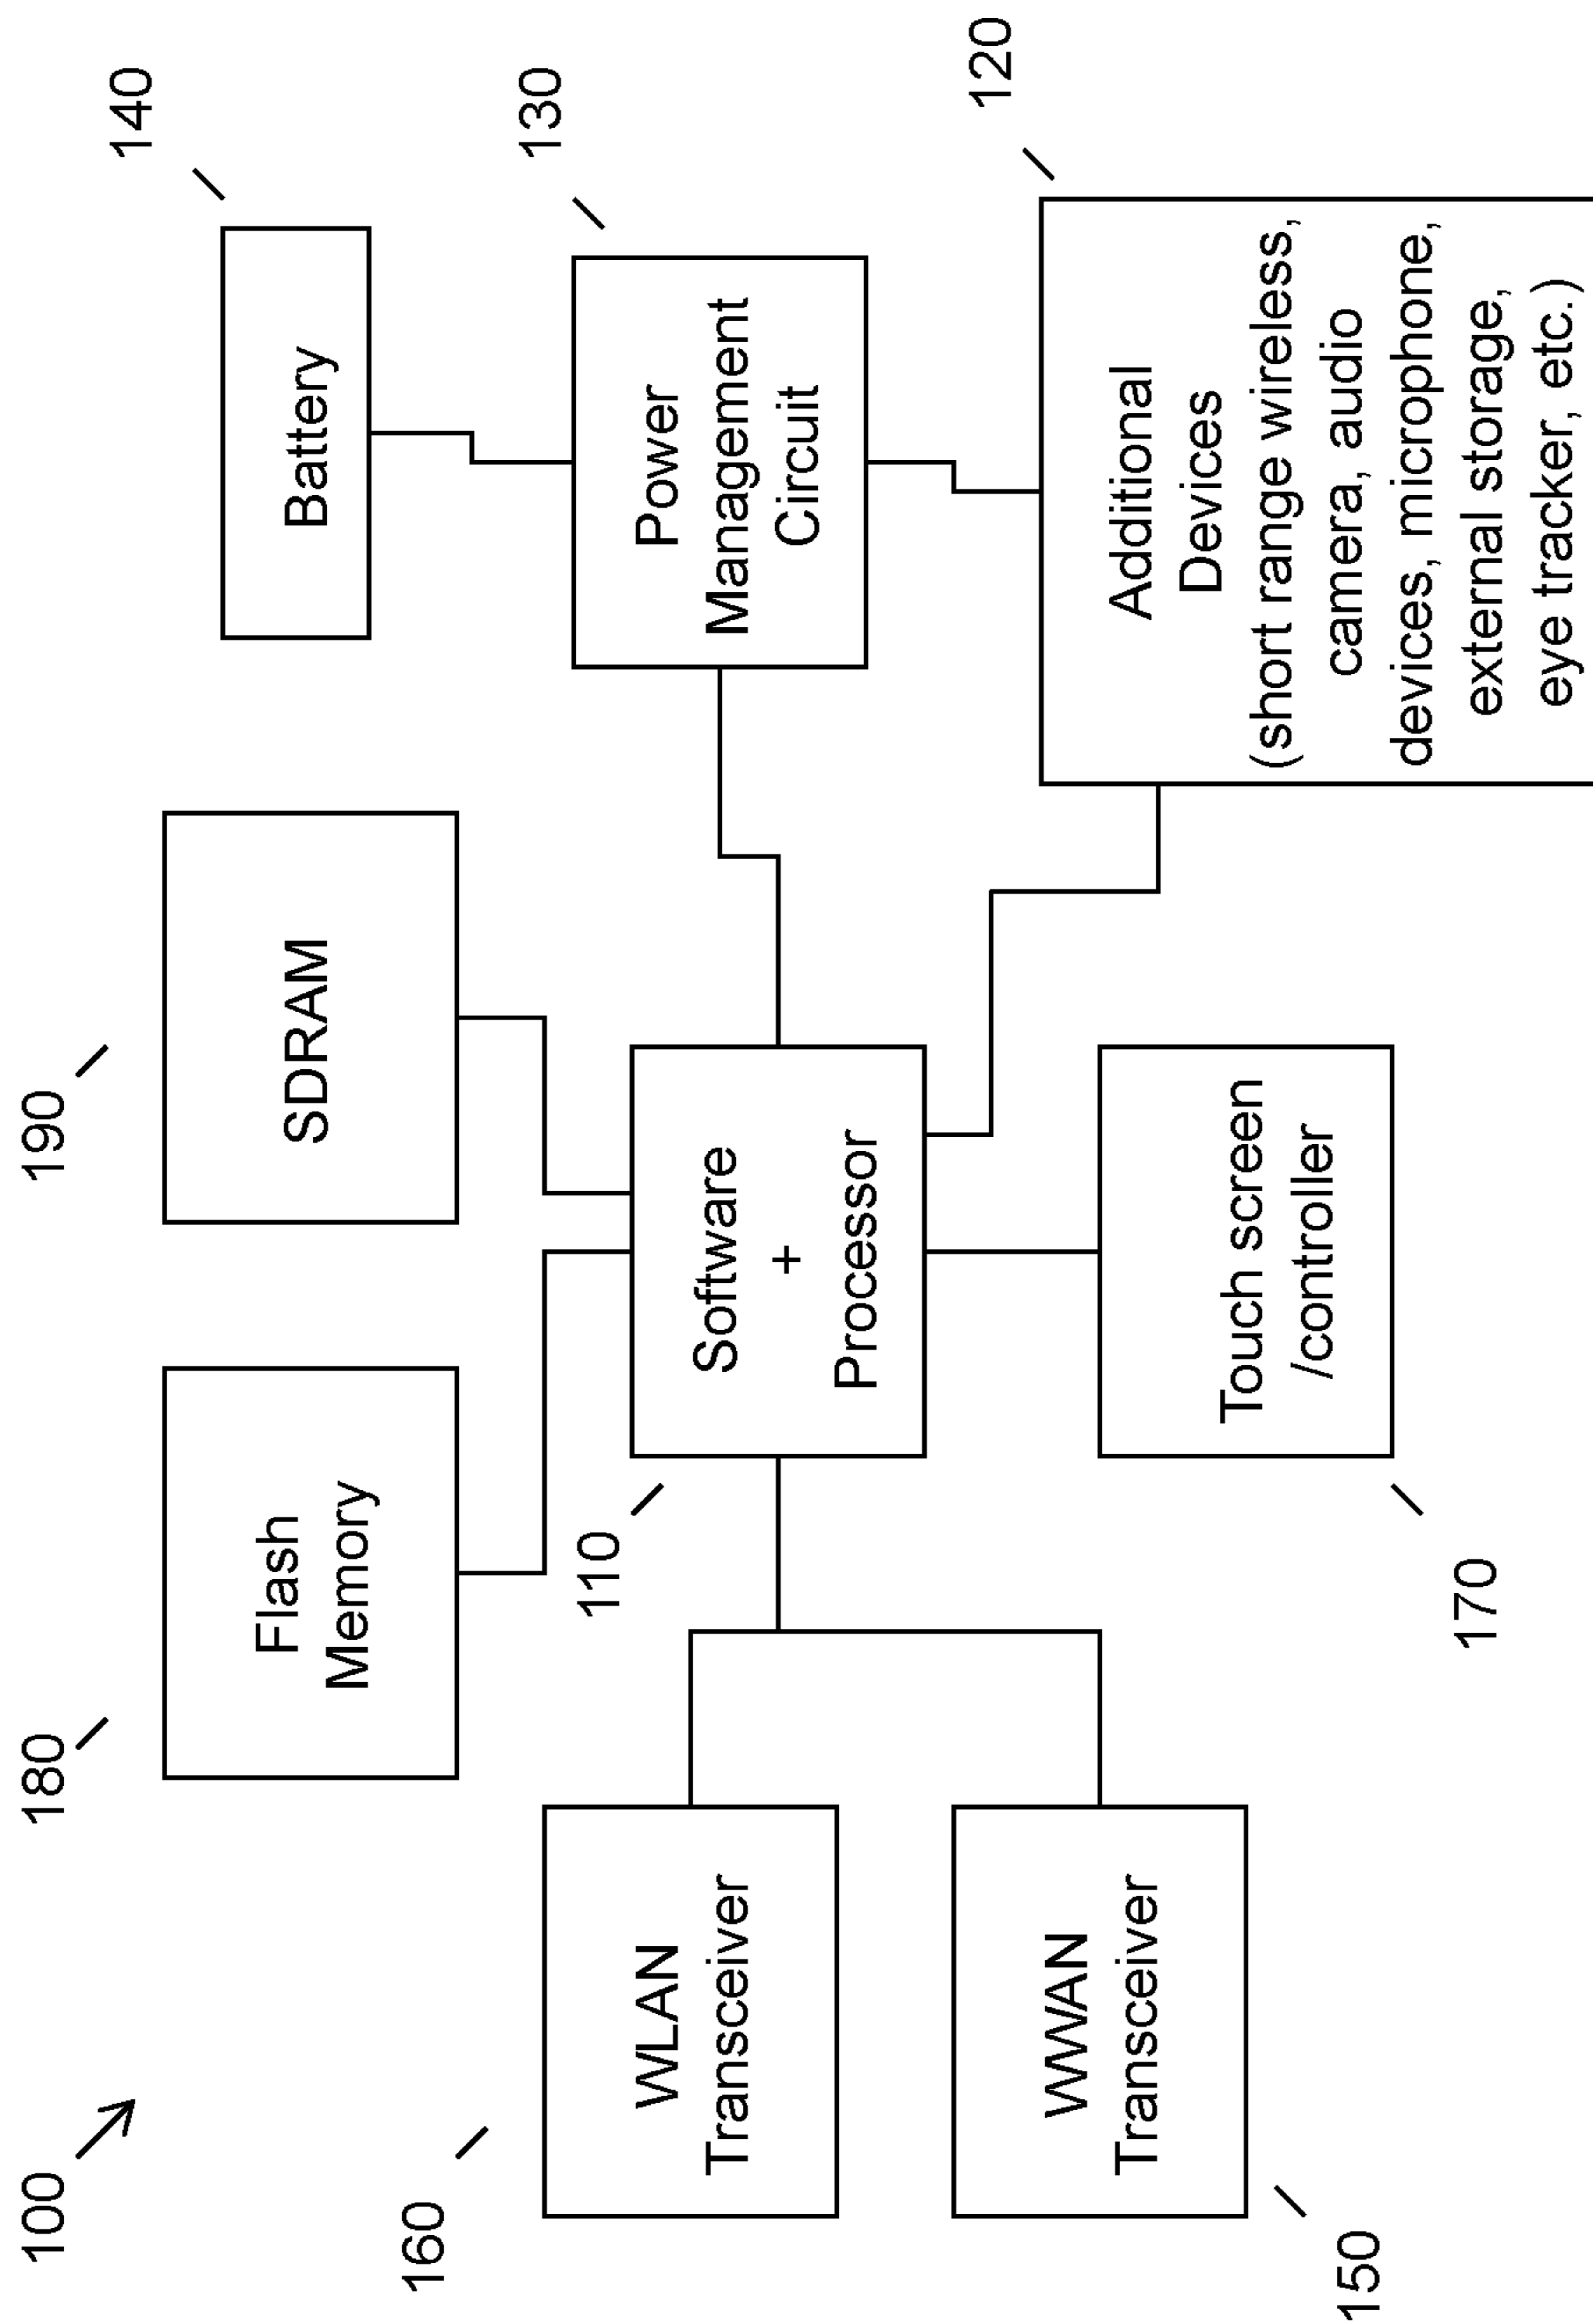 100
180
190
140
Flash
Memory
SDRAM
Battery
160
WLAN
Transceiver
110
Software
+
Processor
130
Power
Management
Circuit
150
WWAN
Transceiver
170
Touch screen
/controller
120
Additional
Devices
(short range wireless,
camera, audio
devices, microphone,
external storage,
eye tracker, etc.)